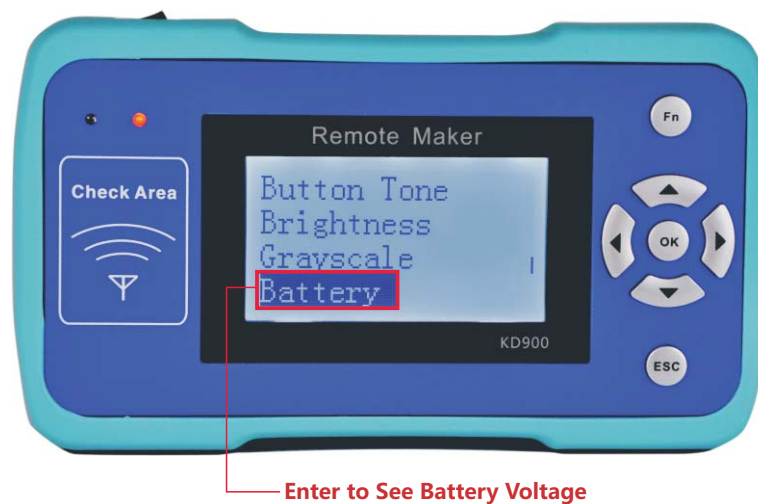 Fn
Remote Maker
Check Area
Button Tone
Brightness
Grayscale
Battery
OK
KD900
ESC
Enter to See Battery Voltage